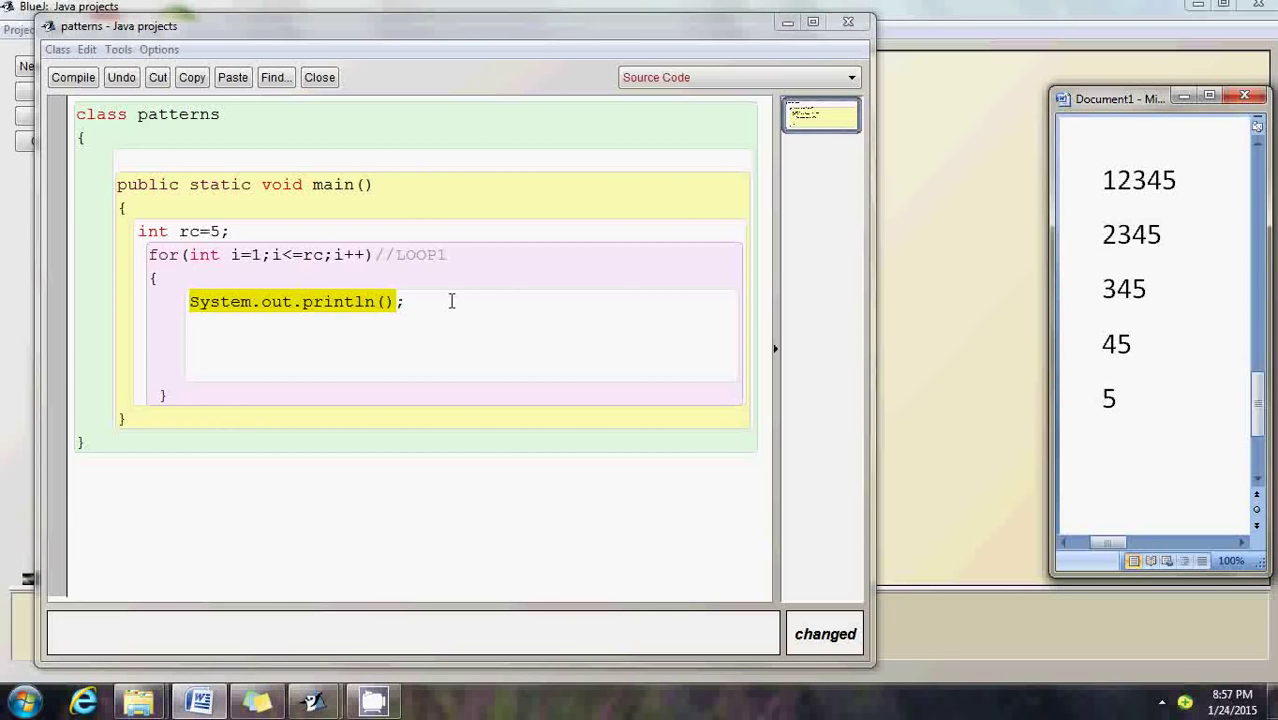 BlueJ: Java projects
Projec
patterns - Java projects
Class Edit Tools Options
Compile Undo Cut Copy Paste Find... Close Source Code
class patterns
{
public static void main()
{
int rc=5;
for(int i=1;i<=rc;i++)//LOOP1
{
System.out.println();
}
}
}
changed
Document1 - Mi...
12345
2345
345
45
5
100%
8:57 PM
1/24/2015